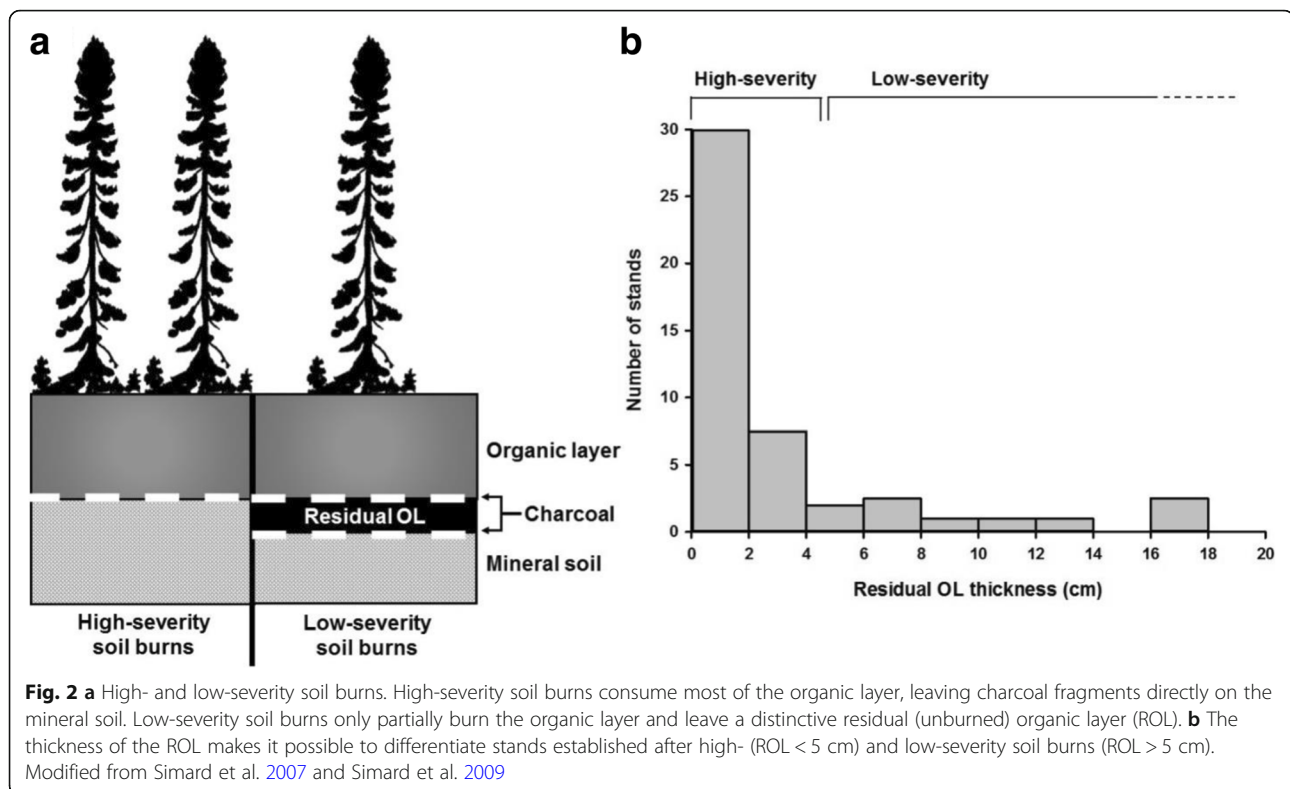 a
Organic layer
Residual OL
Charcoal
Mineral soil
High-severity
soil burns
Low-severity
soil burns
b
High-severity
Low-severity
Number of stands
30
25
20
15
10
5
0
0 2 4 6 8 10 12 14 16 18 20
Residual OL thickness (cm)
Fig. 2 a High- and low-severity soil burns. High-severity soil burns consume most of the organic layer, leaving charcoal fragments directly on the
mineral soil. Low-severity soil burns only partially burn the organic layer and leave a distinctive residual (unburned) organic layer (ROL). b The
thickness of the ROL makes it possible to differentiate stands established after high- (ROL < 5 cm) and low-severity soil burns (ROL > 5 cm).
Modified from Simard et al. 2007 and Simard et al. 2009